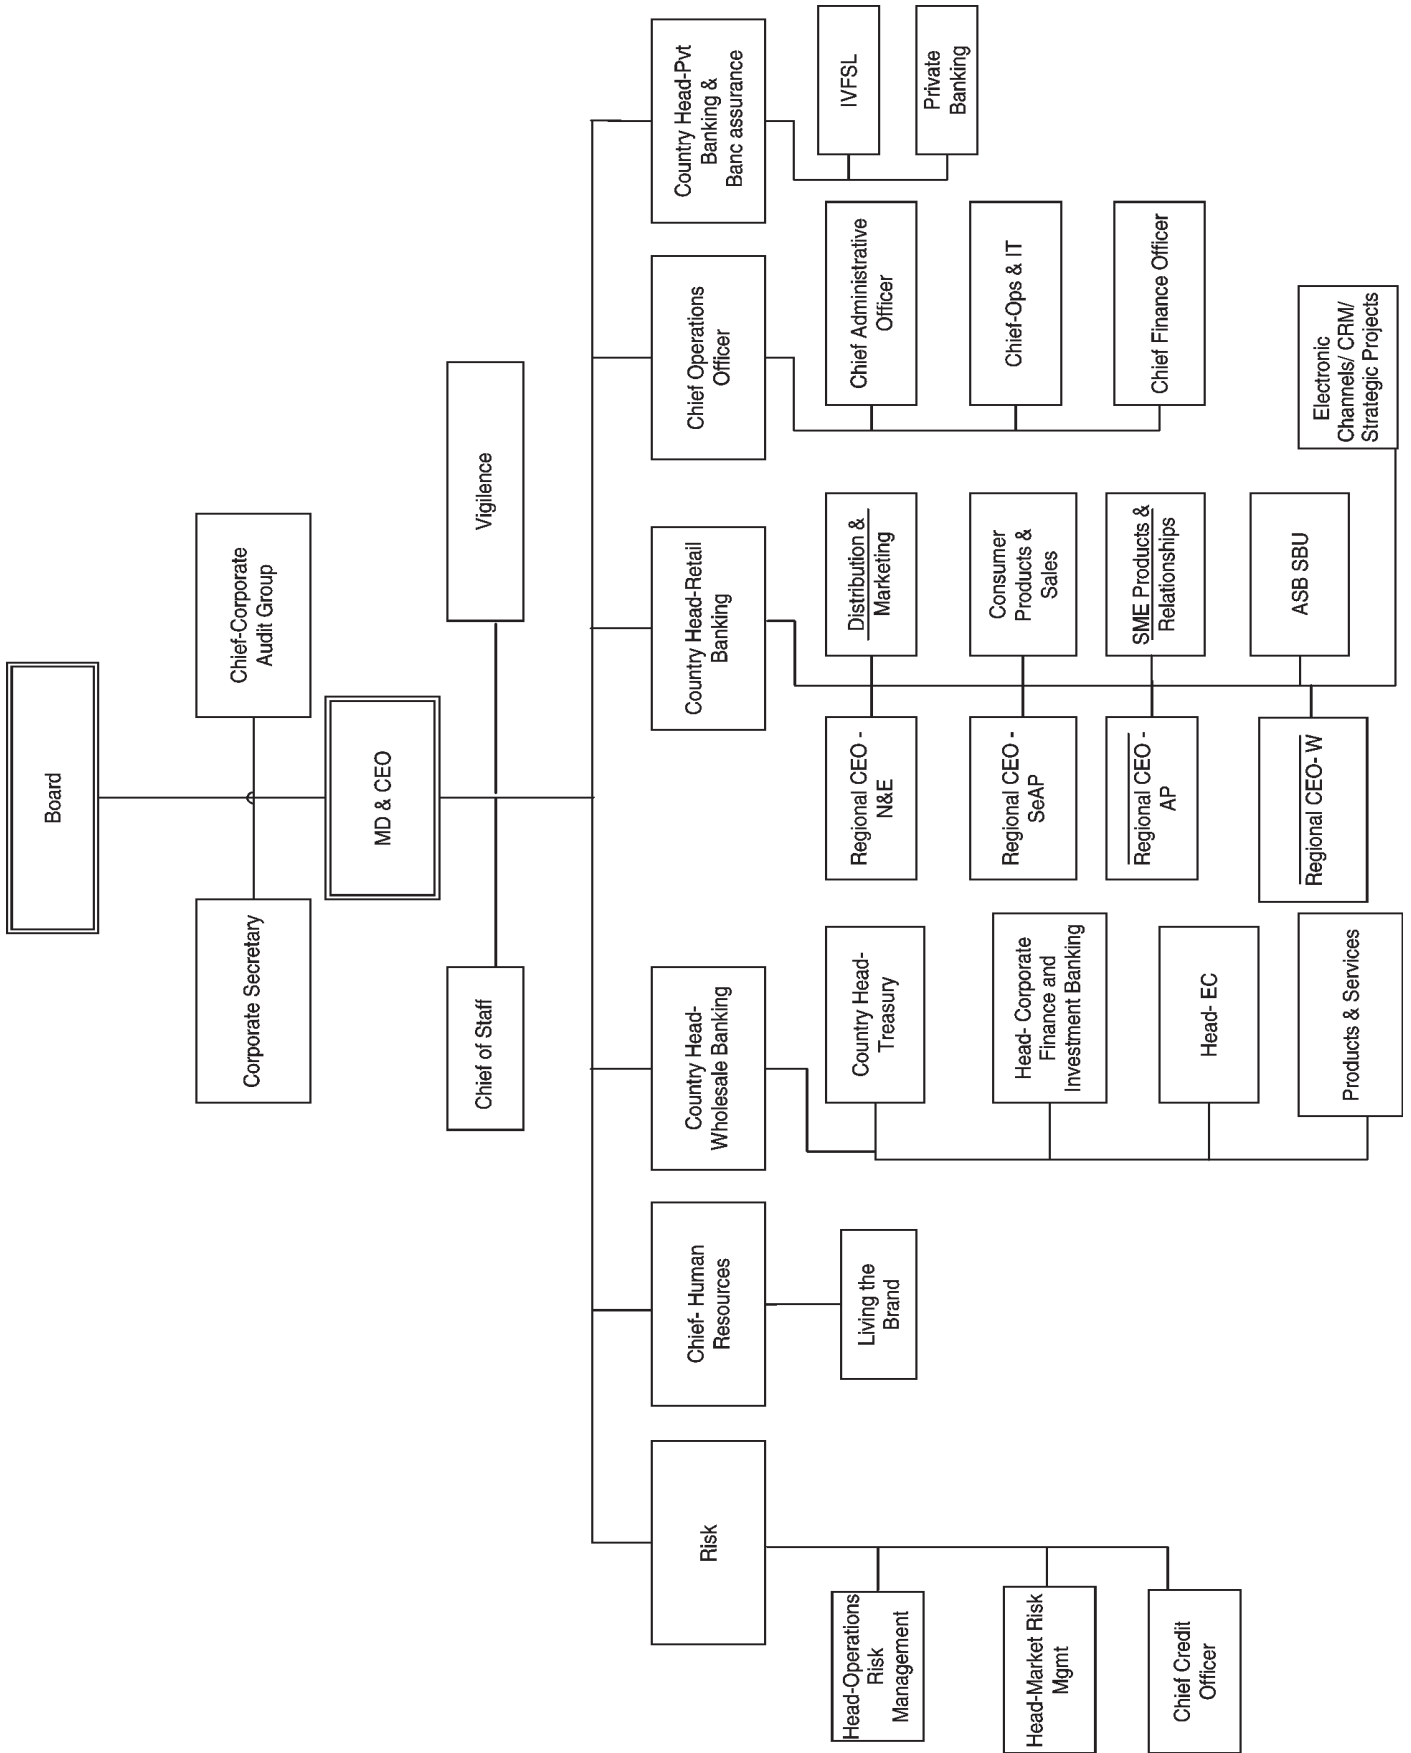 Board
Corporate Secretary
Chief-Corporate
Audit Group
MD & CEO
Chief of Staff
Vigilence
Risk
Chief- Human
Resources
Country Head-
Wholesale Banking
Country Head-Retail
Banking
Chief Operations
Officer
Country Head-Pvt
Banking &
Banc assurance
Head-Operations
Risk
Management
Head-Market Risk
Mgmt
Chief Credit
Officer
Living the
Brand
Country Head-
Treasury
Head- Corporate
Finance and
Investment Banking
Head- EC
Products & Services
Regional CEO -
N&E
Regional CEO -
SeAP
Regional CEO -
AP
Regional CEO- W
Distribution &
Marketing
Consumer
Products &
Sales
SME Products &
Relationships
ASB SBU
Electronic
Channels/ CRM/
Strategic Projects
Chief Administrative
Officer
Chief-Ops & IT
Chief Finance Officer
IVFSL
Private
Banking